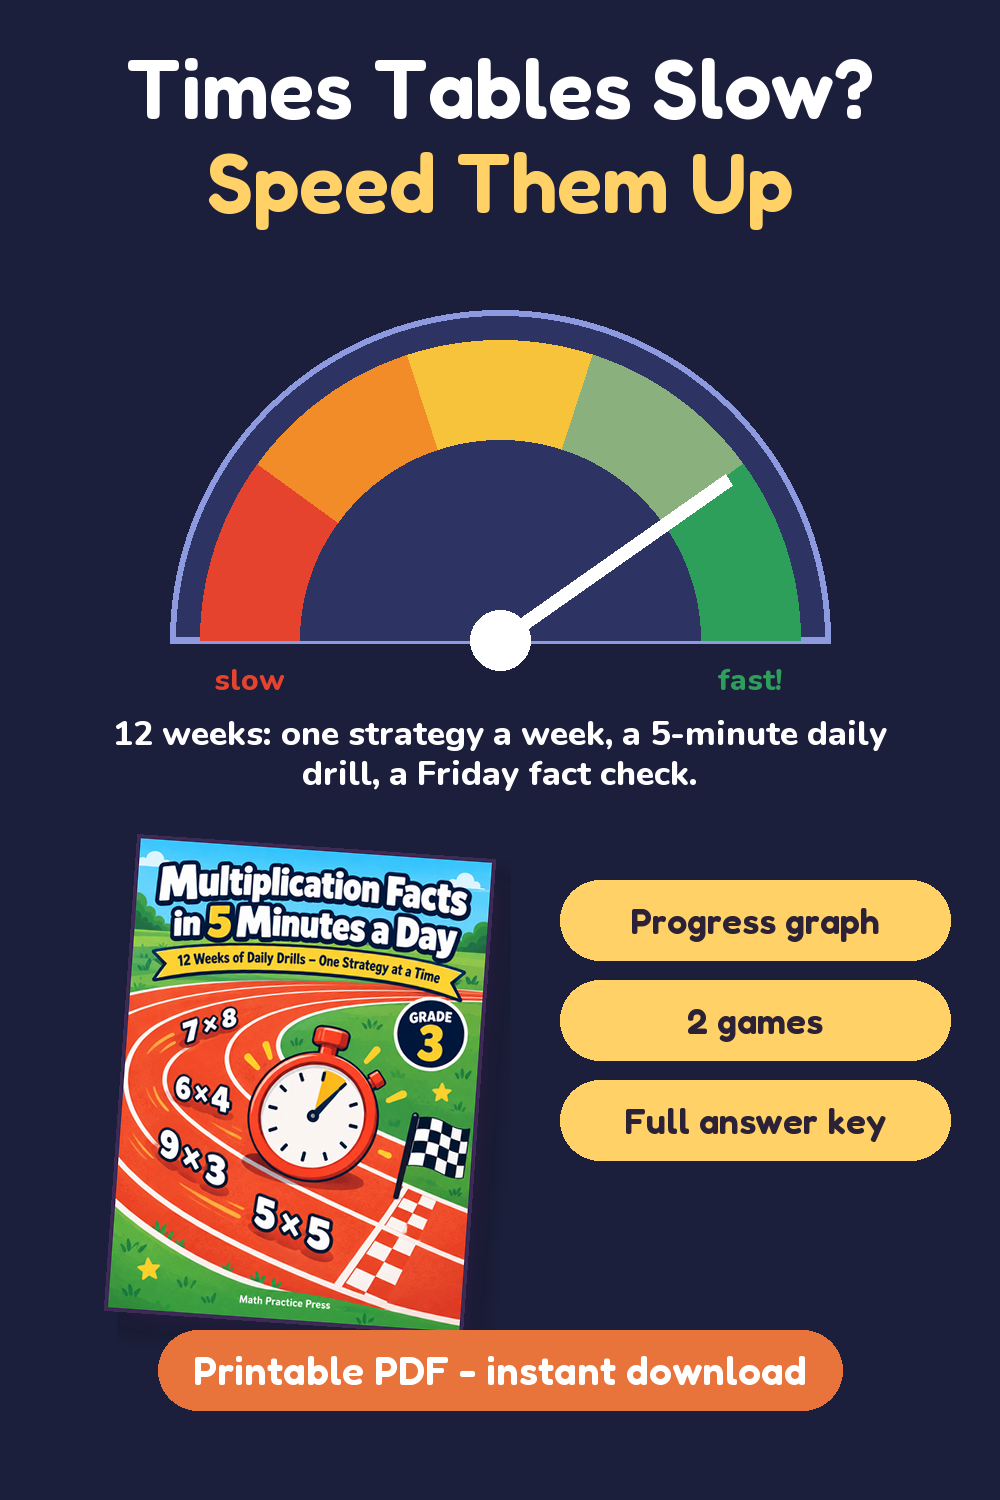 Times Tables Slow?
Speed Them Up
slow
fast!
12 weeks: one strategy a week, a 5-minute daily
drill, a Friday fact check.
Multiplication Facts
in 5 Minutes a Day
12 Weeks of Daily Drills – One Strategy at a Time
GRADE
3
7×8
6×4
9×3
5×5
Math Practice Press
Progress graph
2 games
Full answer key
Printable PDF - instant download